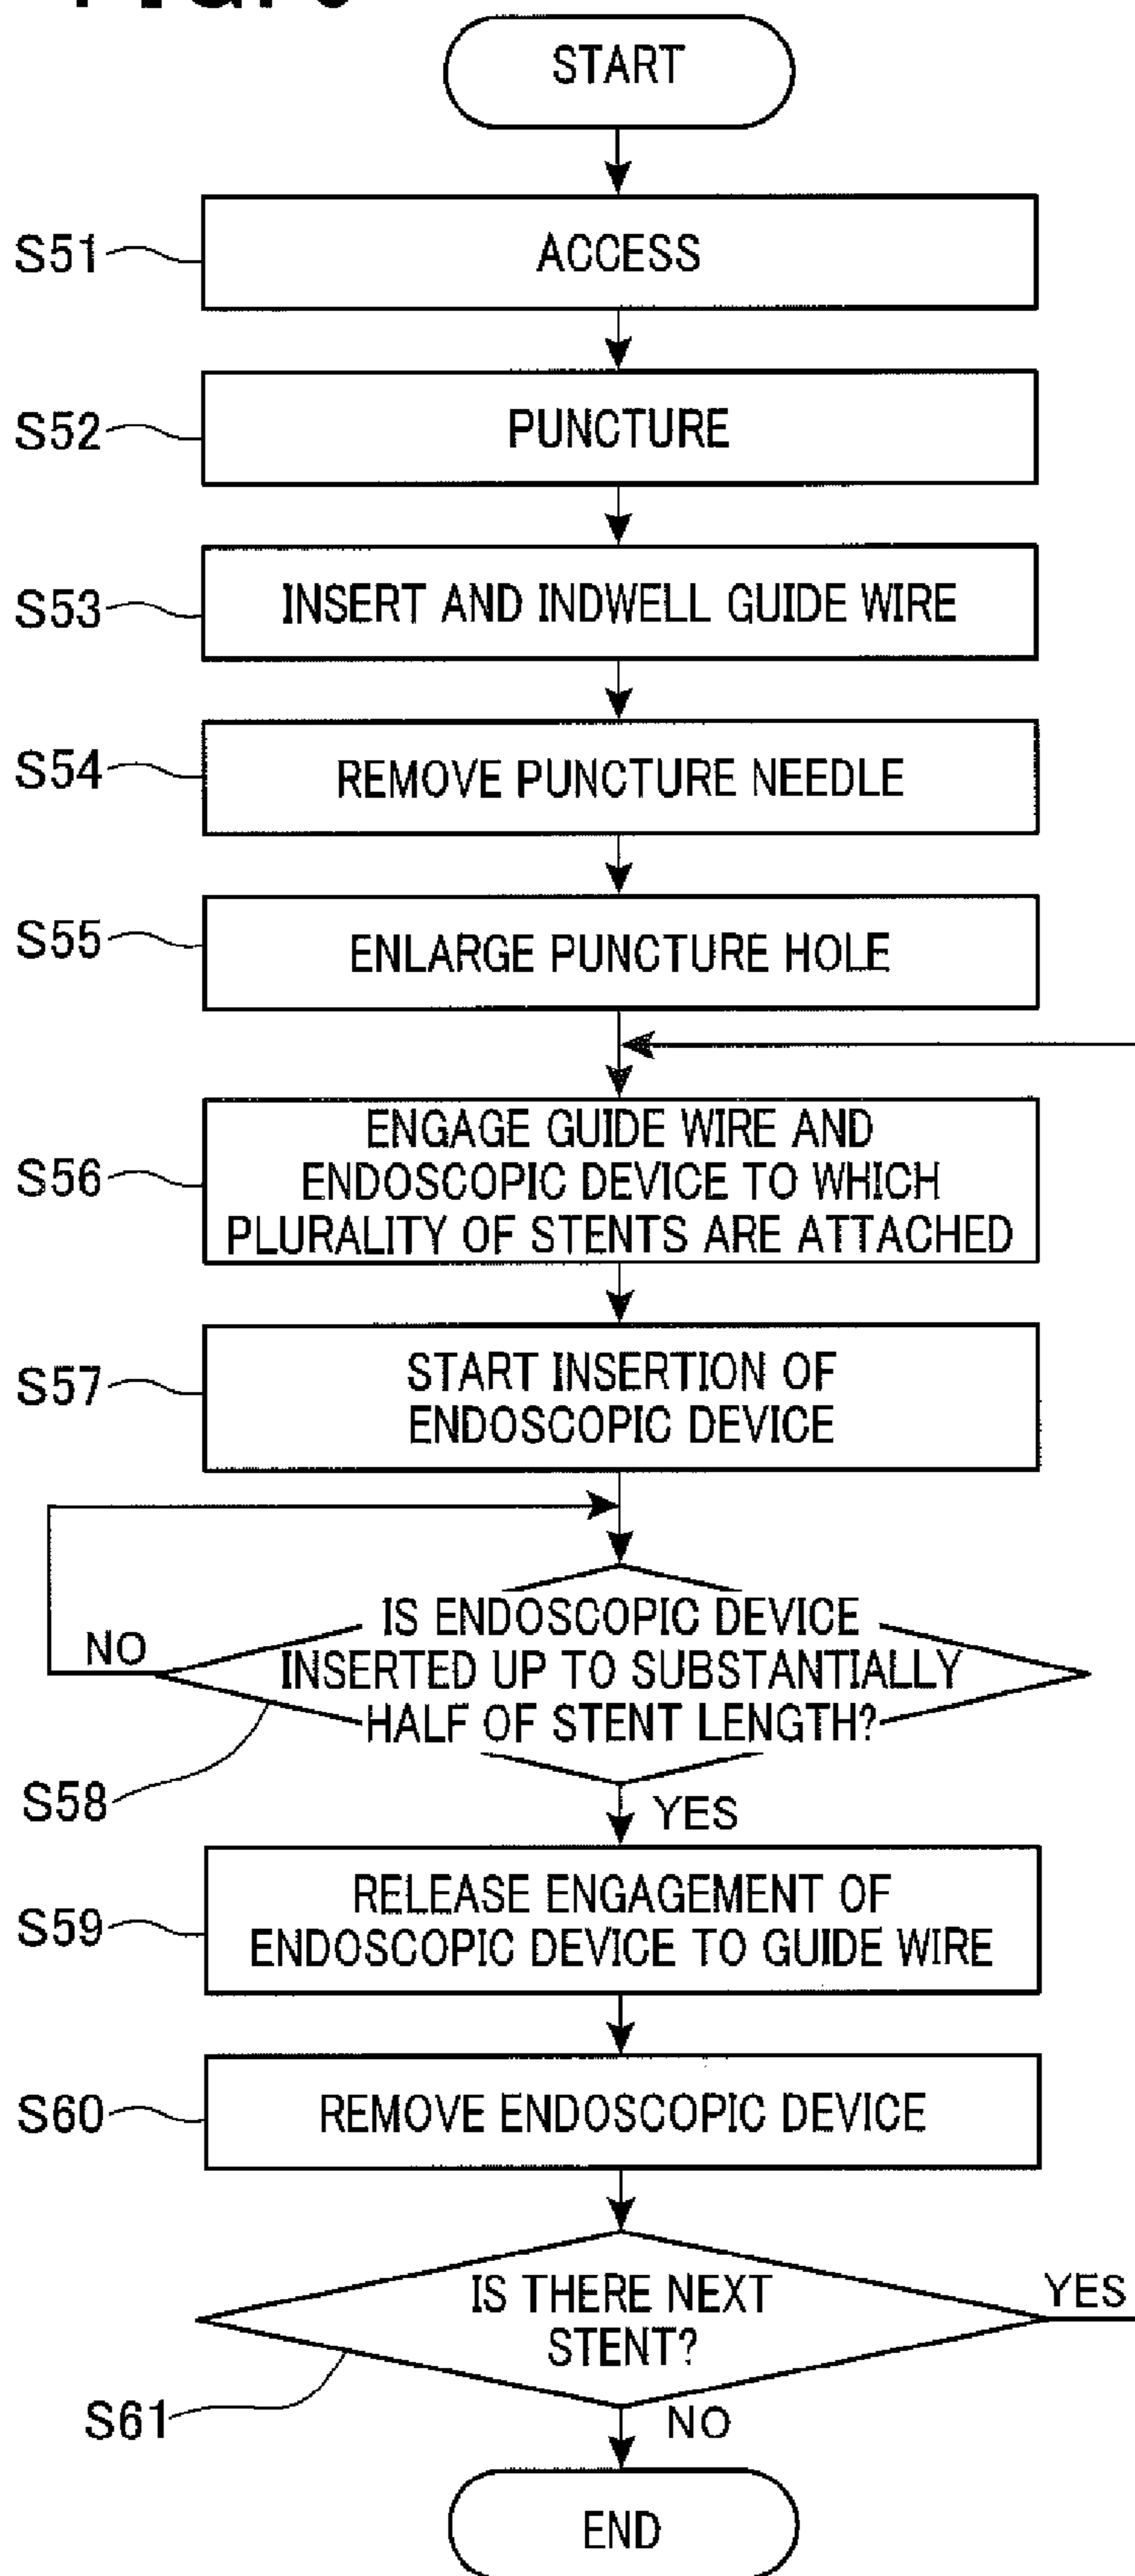 START
S51
ACCESS
S52
PUNCTURE
S53
INSERT AND INDWELL GUIDE WIRE
S54
REMOVE PUNCTURE NEEDLE
S55
ENLARGE PUNCTURE HOLE
S56
ENGAGE GUIDE WIRE AND
ENDOSCOPIC DEVICE TO WHICH
PLURALITY OF STENTS ARE ATTACHED
S57
START INSERTION OF
ENDOSCOPIC DEVICE
IS ENDOSCOPIC DEVICE
INSERTED UP TO SUBSTANTIALLY
HALF OF STENT LENGTH?
NO
S58
YES
S59
RELEASE ENGAGEMENT OF
ENDOSCOPIC DEVICE TO GUIDE WIRE
S60
REMOVE ENDOSCOPIC DEVICE
IS THERE NEXT
STENT?
YES
S61
NO
END